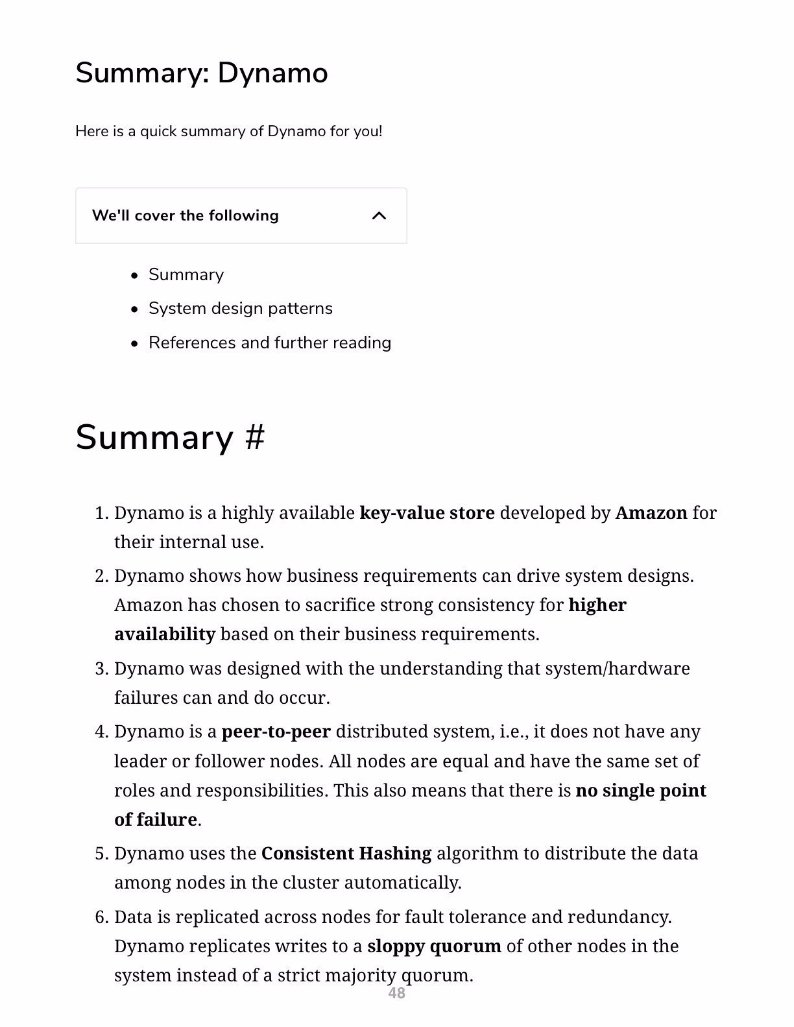 Summary: Dynamo
Here is a quick summary of Dynamo for you!
We'll cover the following
• Summary
• System design patterns
• References and further reading
Summary #
1. Dynamo is a highly available key-value store developed by Amazon for
their internal use.
2. Dynamo shows how business requirements can drive system designs.
Amazon has chosen to sacrifice strong consistency for higher
availability based on their business requirements.
3. Dynamo was designed with the understanding that system/hardware
failures can and do occur.
4. Dynamo is a peer-to-peer distributed system, i.e., it does not have any
leader or follower nodes. All nodes are equal and have the same set of
roles and responsibilities. This also means that there is no single point
of failure.
5. Dynamo uses the Consistent Hashing algorithm to distribute the data
among nodes in the cluster automatically.
6. Data is replicated across nodes for fault tolerance and redundancy.
Dynamo replicates writes to a sloppy quorum of other nodes in the
system instead of a strict majority quorum.
48